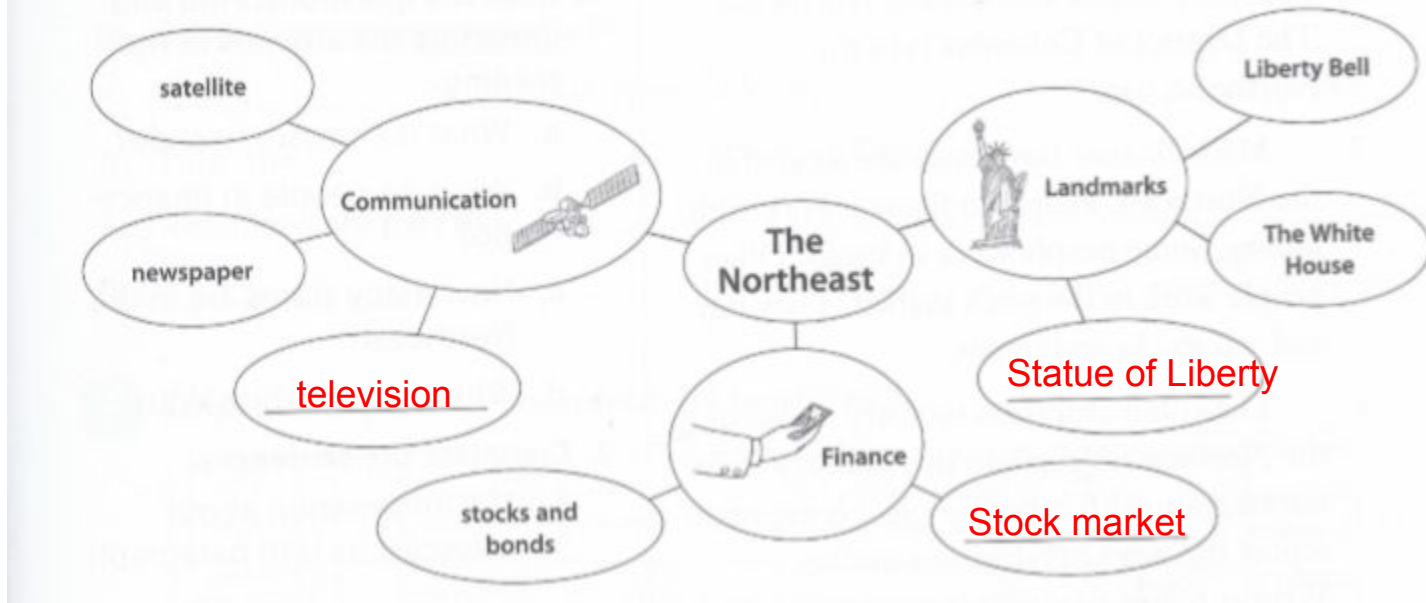 satellite
Liberty Bell
Communication
Landmarks
The
Northeast
The White
House
newspaper
television
Statue of Liberty
Finance
stocks and
bonds
Stock market